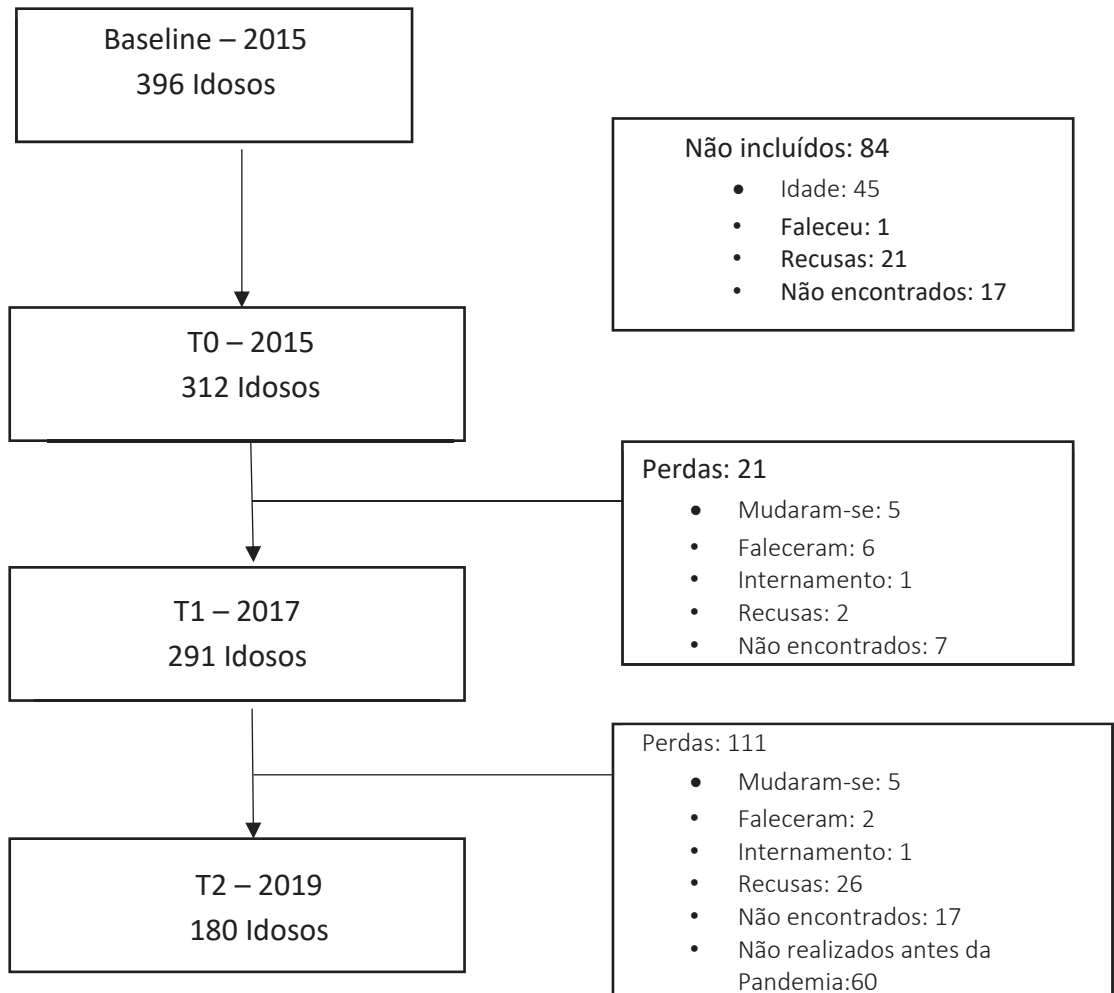 Baseline – 2015
396 Idosos
Não incluídos: 84
• Idade: 45
• Faleceu: 1
• Recusas: 21
• Não encontrados: 17
T0 – 2015
312 Idosos
Perdas: 21
• Mudaram-se: 5
• Faleceram: 6
• Internamento: 1
• Recusas: 2
• Não encontrados: 7
T1 – 2017
291 Idosos
Perdas: 111
• Mudaram-se: 5
• Faleceram: 2
• Internamento: 1
• Recusas: 26
• Não encontrados: 17
• Não realizados antes da
Pandemia:60
T2 – 2019
180 Idosos